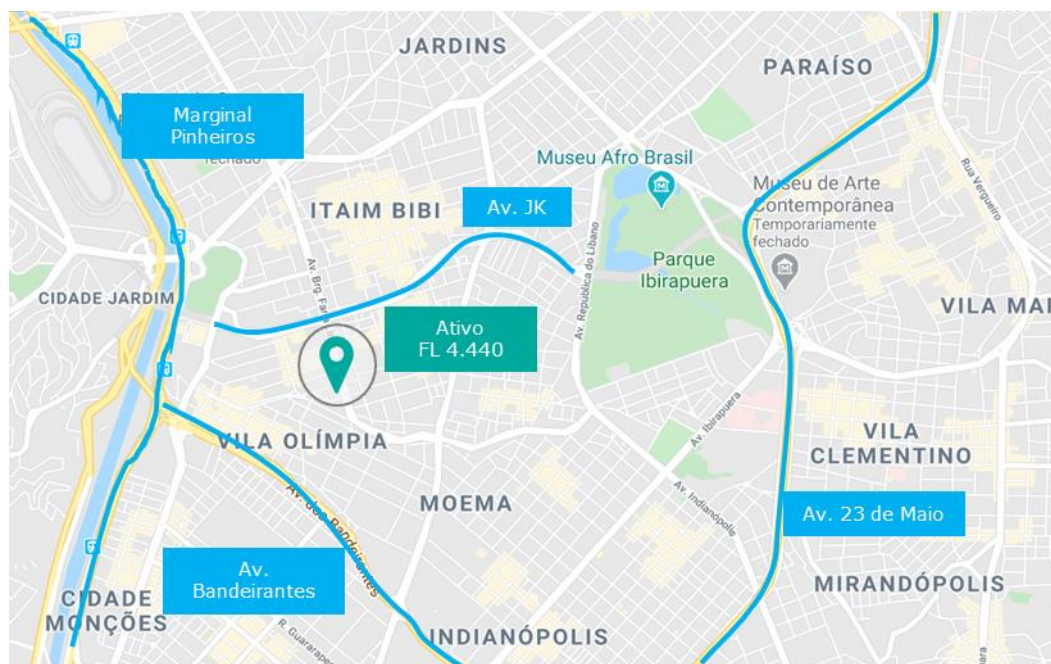 JARDINS
PARAÍSO
Marginal
Pinheiros
fechado
Museu Afro Brasil
Rua Vergueiro
Museu de Arte
Contemporânea
Temporariamente
fechado
ITAIM BIBI
Av. JK
Av. República do Líbano
Parque
Ibirapuera
Av. Brg. Faria
CIDADE JARDIM
VILA MAR
Ativo
FL 4.440
Av. Ibirapuera
VILA OLÍMPIA
VILA
CLEMENTINO
MOEMA
Av. Indianópolis
Av. 23 de Maio
Av. dos Bandeirantes
Av.
Bandeirantes
MIRANDÓPOLIS
CIDADE
MONÇÕES
R. Guararapes
INDIANÓPOLIS